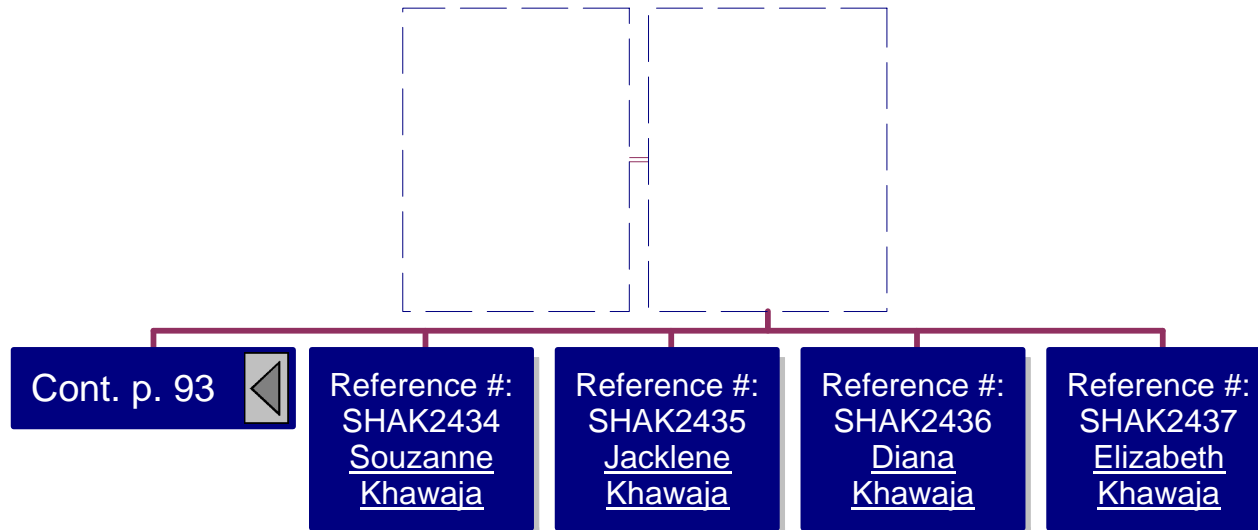 Cont. p. 93
Reference #:
SHAK2434
Souzanne
Khawaja
Reference #:
SHAK2435
Jacklene
Khawaja
Reference #:
SHAK2436
Diana
Khawaja
Reference #:
SHAK2437
Elizabeth
Khawaja